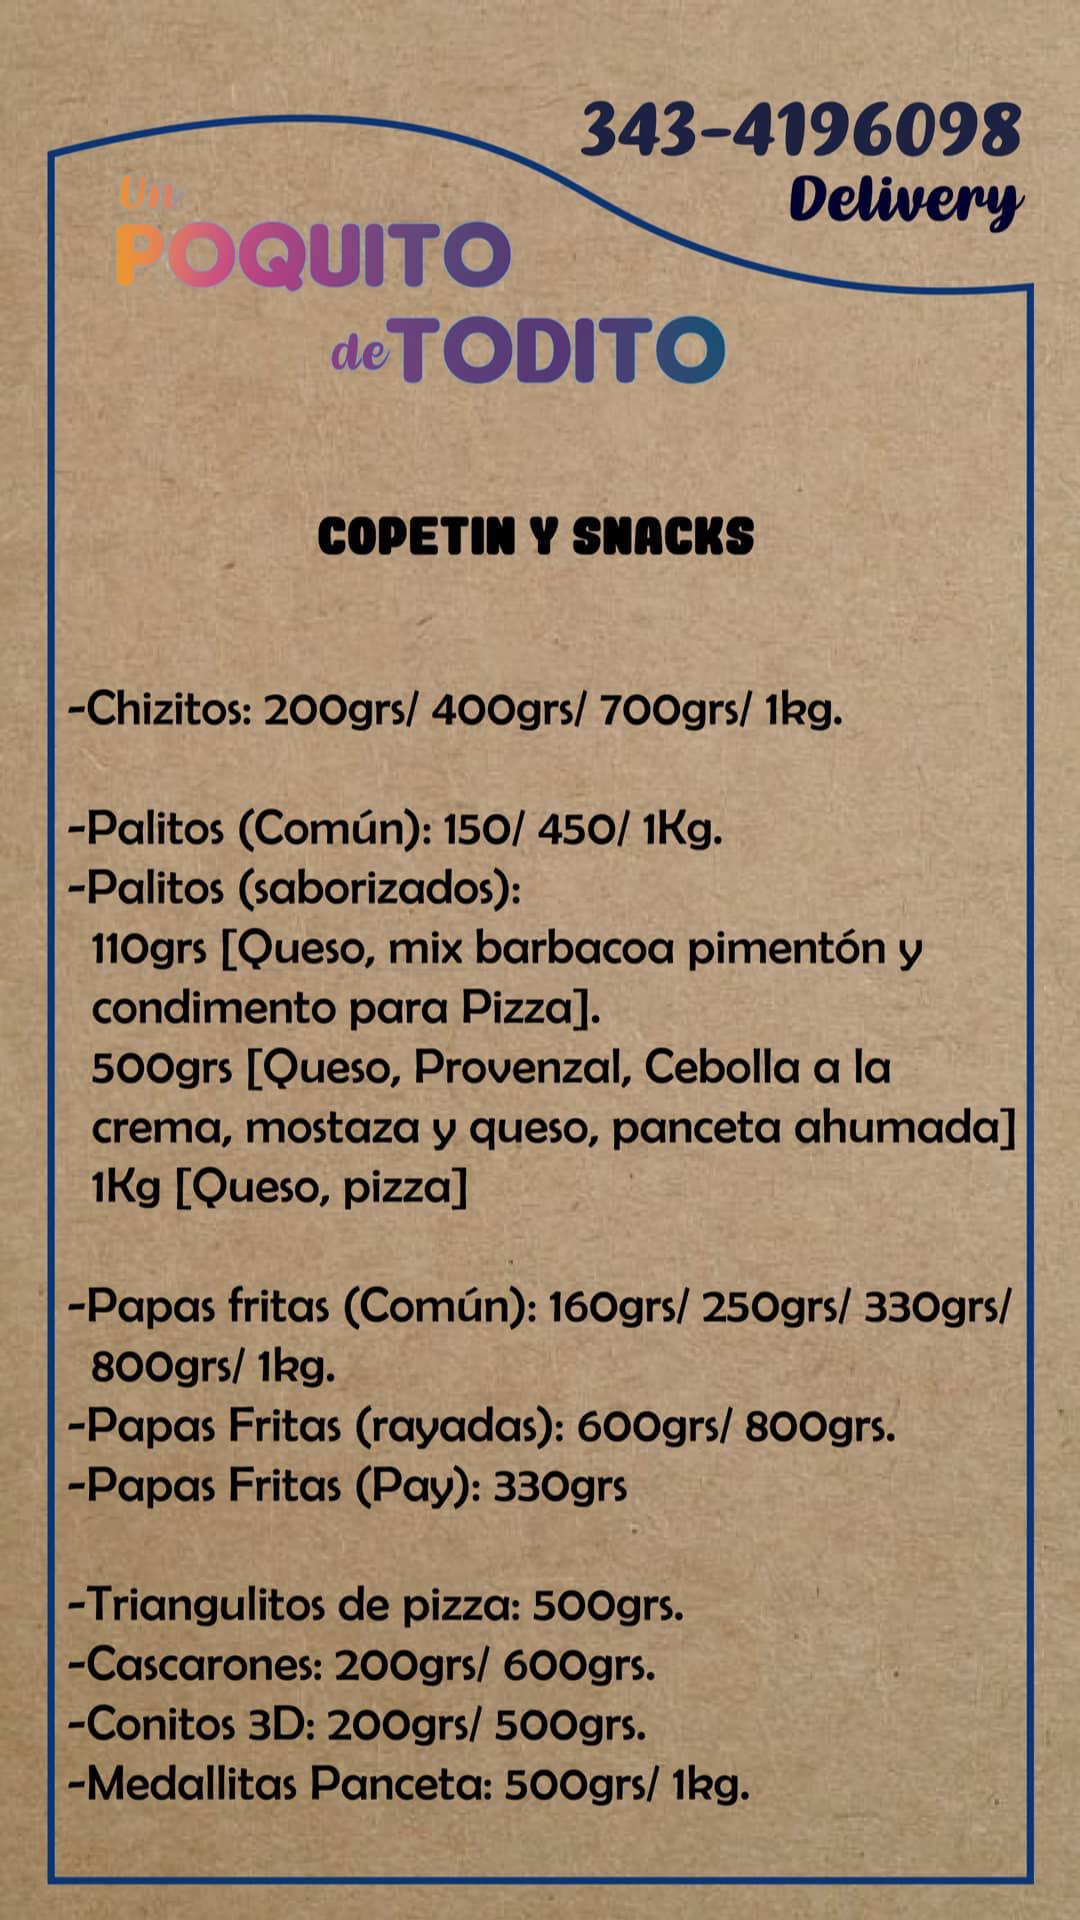 343-4196098
Delivery
Un
POQUITO
de TODITO
COPETIN Y SNACKS
-Chizitos: 200grs/ 400grs/ 700grs/ 1kg.
-Palitos (Común): 150/ 450/ 1Kg.
-Palitos (saborizados):
110grs [Queso, mix barbacoa pimentón y
condimento para Pizza].
500grs [Queso, Provenzal, Cebolla a la
crema, mostaza y queso, panceta ahumada]
1Kg [Queso, pizza]
-Papas fritas (Común): 160grs/ 250grs/ 330grs/
800grs/ 1kg.
-Papas Fritas (rayadas): 600grs/ 800grs.
-Papas Fritas (Pay): 330grs
-Triangulitos de pizza: 500grs.
-Cascarones: 200grs/ 600grs.
-Conitos 3D: 200grs/ 500grs.
-Medallitas Panceta: 500grs/ 1kg.